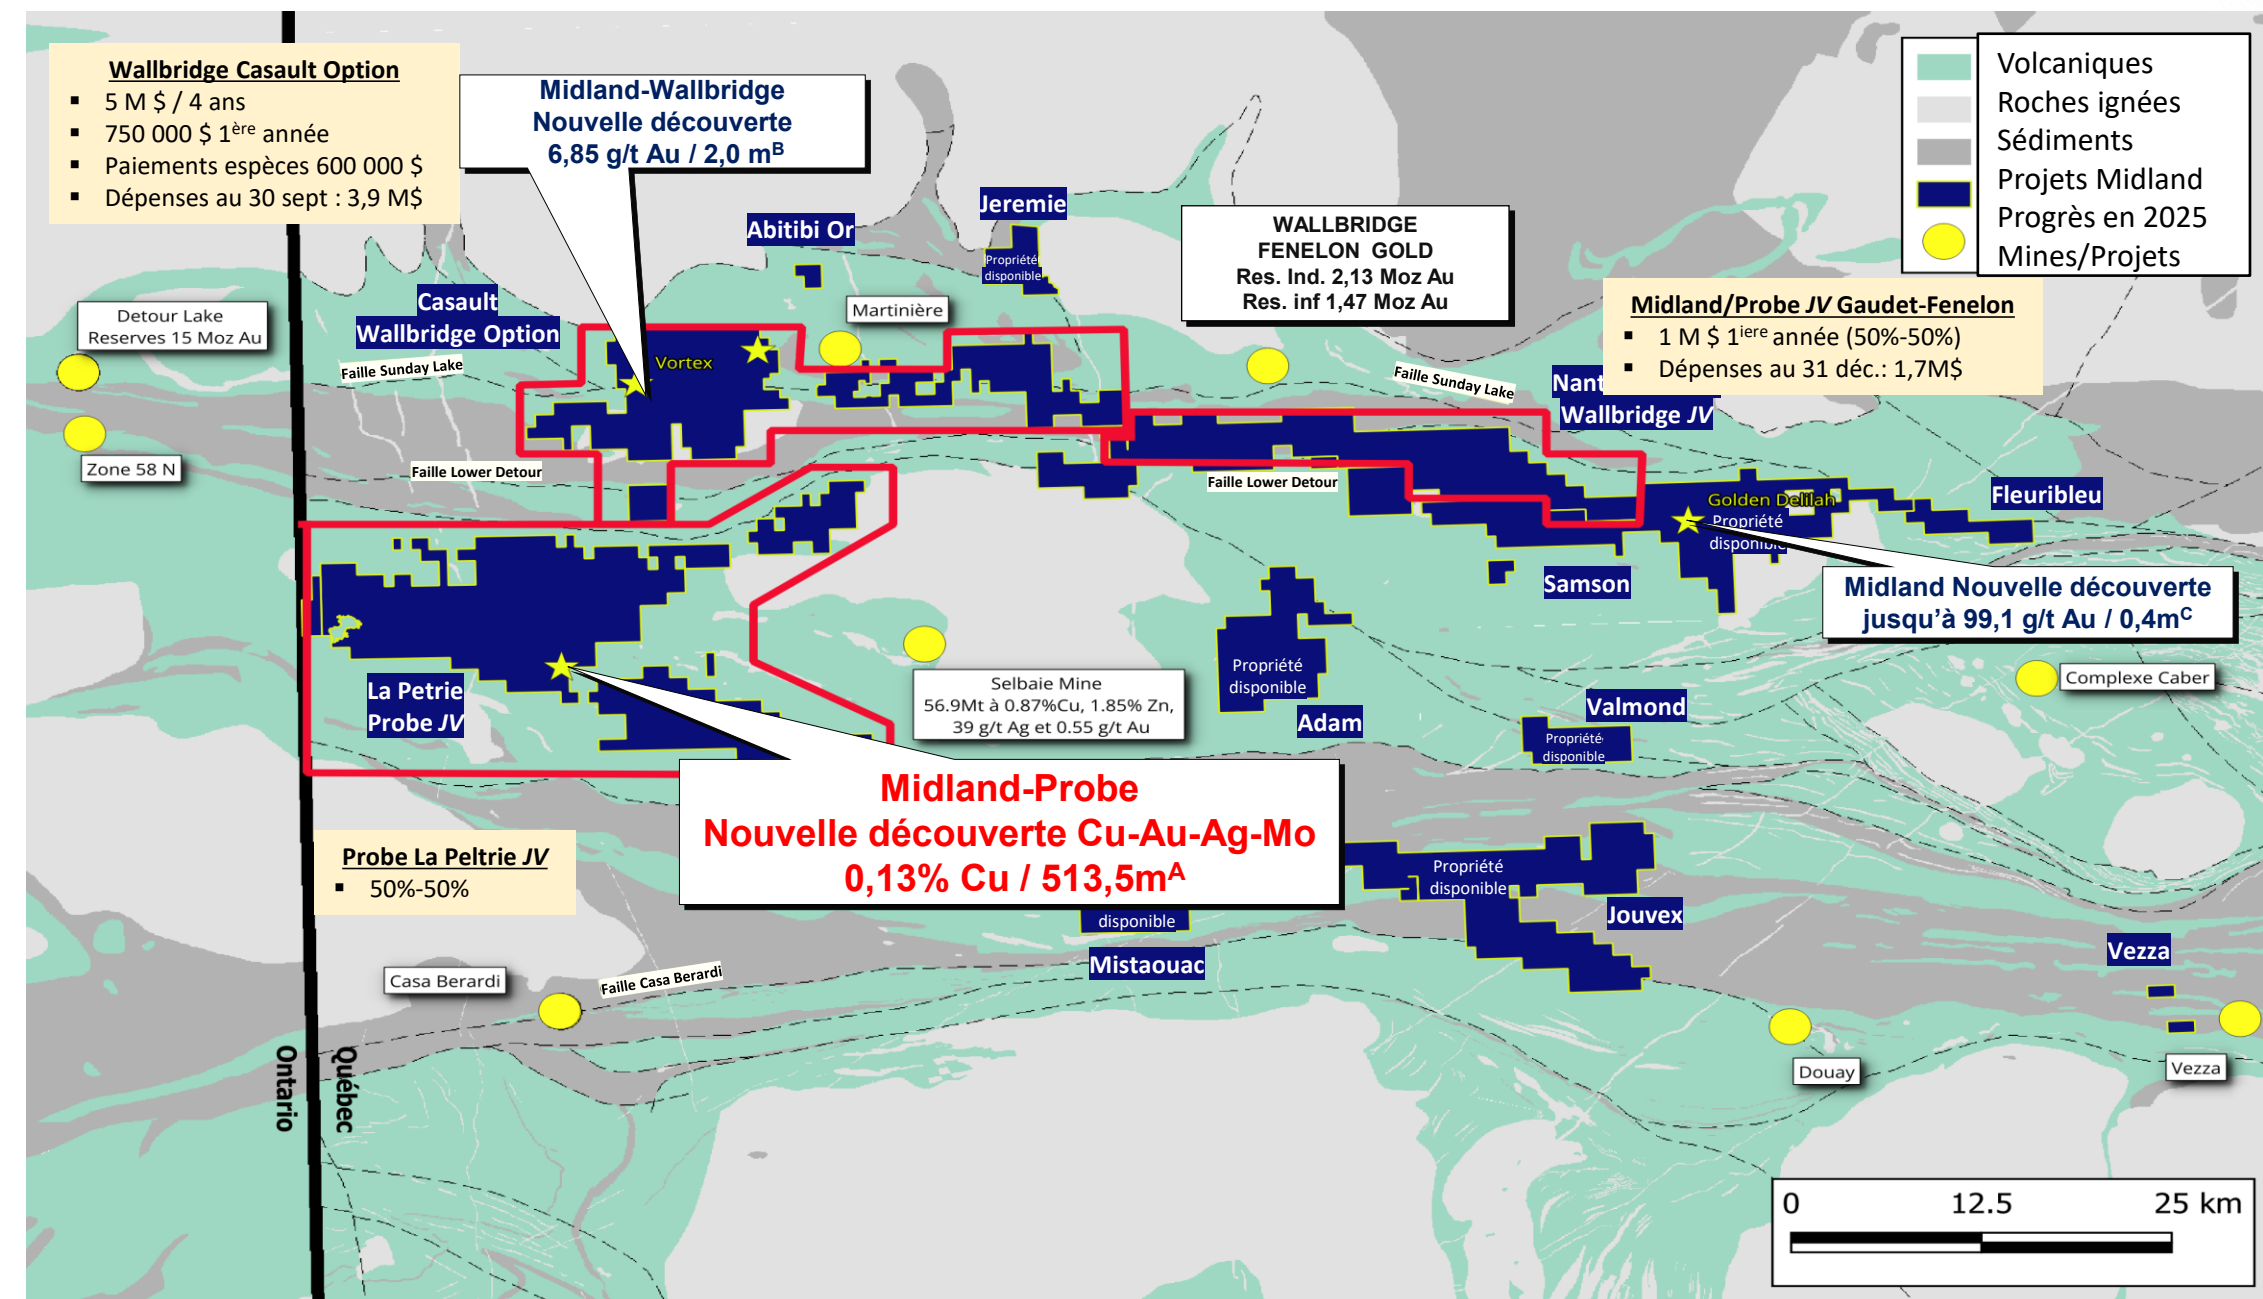 Wallbridge Casault Option
▪ 5 M $ / 4 ans
▪ 750 000 $ 1ère année
▪ Paiements espèces 600 000 $
▪ Dépenses au 30 sept : 3,9 M$
Midland-Wallbridge
Nouvelle découverte
6,85 g/t Au / 2,0 mB
Volcaniques
Roches ignées
Sédiments
Projets Midland
Progrès en 2025
Mines/Projets
Jeremie
Propriété
disponible
Abitibi Or
WALLBRIDGE
FENELON GOLD
Res. Ind. 2,13 Moz Au
Res. inf 1,47 Moz Au
Midland/Probe JV Gaudet-Fenelon
▪ 1 M $ 1iere année (50%-50%)
▪ Dépenses au 31 déc.: 1,7M$
Detour Lake
Reserves 15 Moz Au
Casault
Wallbridge Option
Martinière
Vortex
Faille Sunday Lake
Faille Sunday Lake
Nant
Wallbridge JV
Zone 58 N
Faille Lower Detour
Faille Lower Detour
Golden Delilah
Propriété
disponible
Fleuribleu
Samson
Midland Nouvelle découverte
jusqu'à 99,1 g/t Au / 0,4mC
La Petrie
Probe JV
Selbaie Mine
56.9Mt à 0.87%Cu, 1.85% Zn,
39 g/t Ag et 0.55 g/t Au
Propriété
disponible
Adam
Valmond
Propriété
disponible
Complexe Caber
Midland-Probe
Nouvelle découverte Cu-Au-Ag-Mo
0,13% Cu / 513,5mA
Probe La Peltrie JV
▪ 50%-50%
Propriété
disponible
Jouvex
disponible
Mistaouac
Vezza
Casa Berardi
Faille Casa Berardi
Douay
Vezza
Ontario
Québec
0 12.5 25 km